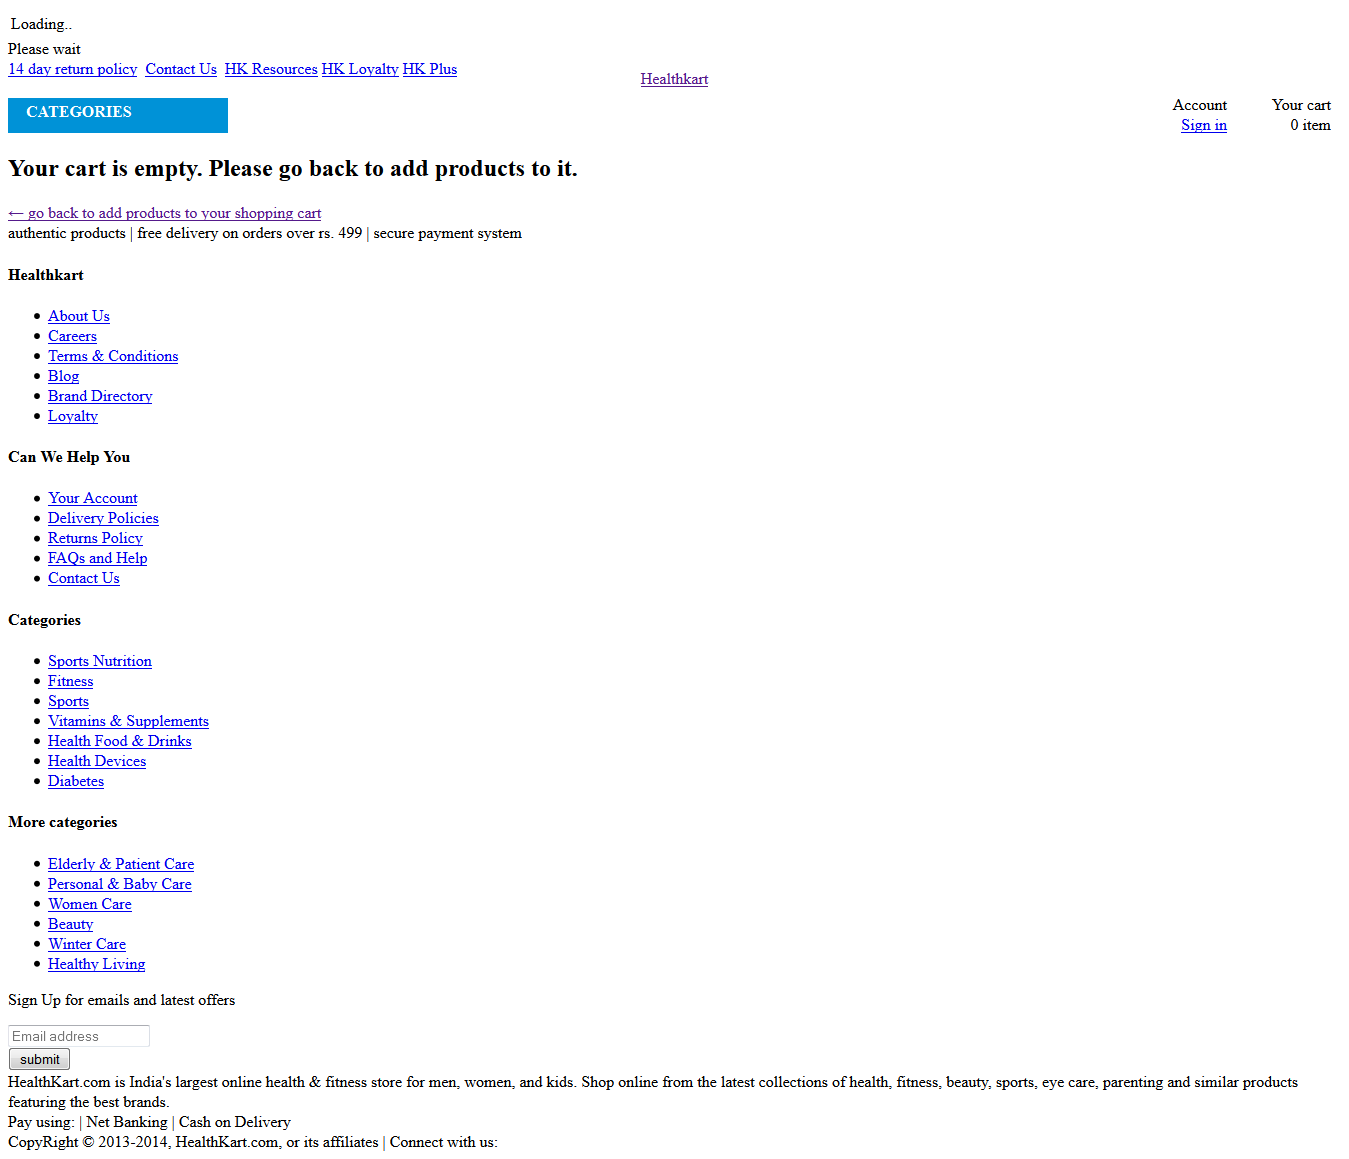 Loading..
Please wait
14 day return policy Contact Us HK Resources HK Loyalty HK Plus
Healthkart
CATEGORIES
Account
Sign in
Your cart
0 item
Your cart is empty. Please go back to add products to it.
← go back to add products to your shopping cart
authentic products | free delivery on orders over rs. 499 | secure payment system
Healthkart
• About Us
• Careers
• Terms & Conditions
• Blog
• Brand Directory
• Loyalty
Can We Help You
• Your Account
• Delivery Policies
• Returns Policy
• FAQs and Help
• Contact Us
Categories
• Sports Nutrition
• Fitness
• Sports
• Vitamins & Supplements
• Health Food & Drinks
• Health Devices
• Diabetes
More categories
• Elderly & Patient Care
• Personal & Baby Care
• Women Care
• Beauty
• Winter Care
• Healthy Living
Sign Up for emails and latest offers
Email address
submit
HealthKart.com is India's largest online health & fitness store for men, women, and kids. Shop online from the latest collections of health, fitness, beauty, sports, eye care, parenting and similar products
featuring the best brands.
Pay using: | Net Banking | Cash on Delivery
CopyRight © 2013-2014, HealthKart.com, or its affiliates | Connect with us: